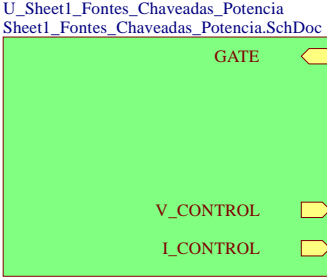 U_Sheet1_Fontes_Chaveadas_Potencia
Sheet1_Fontes_Chaveadas_Potencia.SchDoc
GATE
V_CONTROL
I_CONTROL